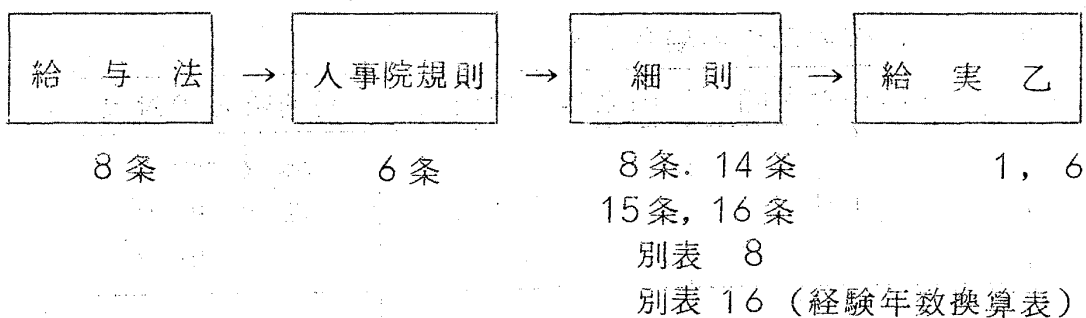 給与法 → 人事院規則 → 細則 → 給実乙
8条 6条 8条. 14条 1, 6
15条, 16条
別表 8
別表 16 (経験年数換算表)